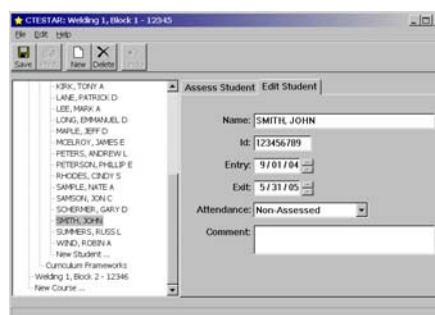 CTESTAR: Welding 1, Block 1 - 12345
File Edit Help
Save Print New Delete Undo
KIRK, TONY A
LANE, PATRICK D
LEE, MARK A
LONG, EMMANUEL D
MAPLE, JEFF D
MCELROY, JAMES E
PETERS, ANDREW L
PETERSON, PHILLIP E
RHODES, CINDY S
SAMPLE, NATE A
SAMSON, JON C
SCHERMER, GARY D
SMITH, JOHN
SUMMERS, RUSS L
WIND, ROBIN A
New Student ...
Curriculum Frameworks
Welding 1, Block 2 - 12346
New Course ...
Assess Student Edit Student
Name: SMITH, JOHN
Id: 123456789
Entry: 9/01/04
Exit: 5/31/05
Attendance: Non-Assessed
Comment: